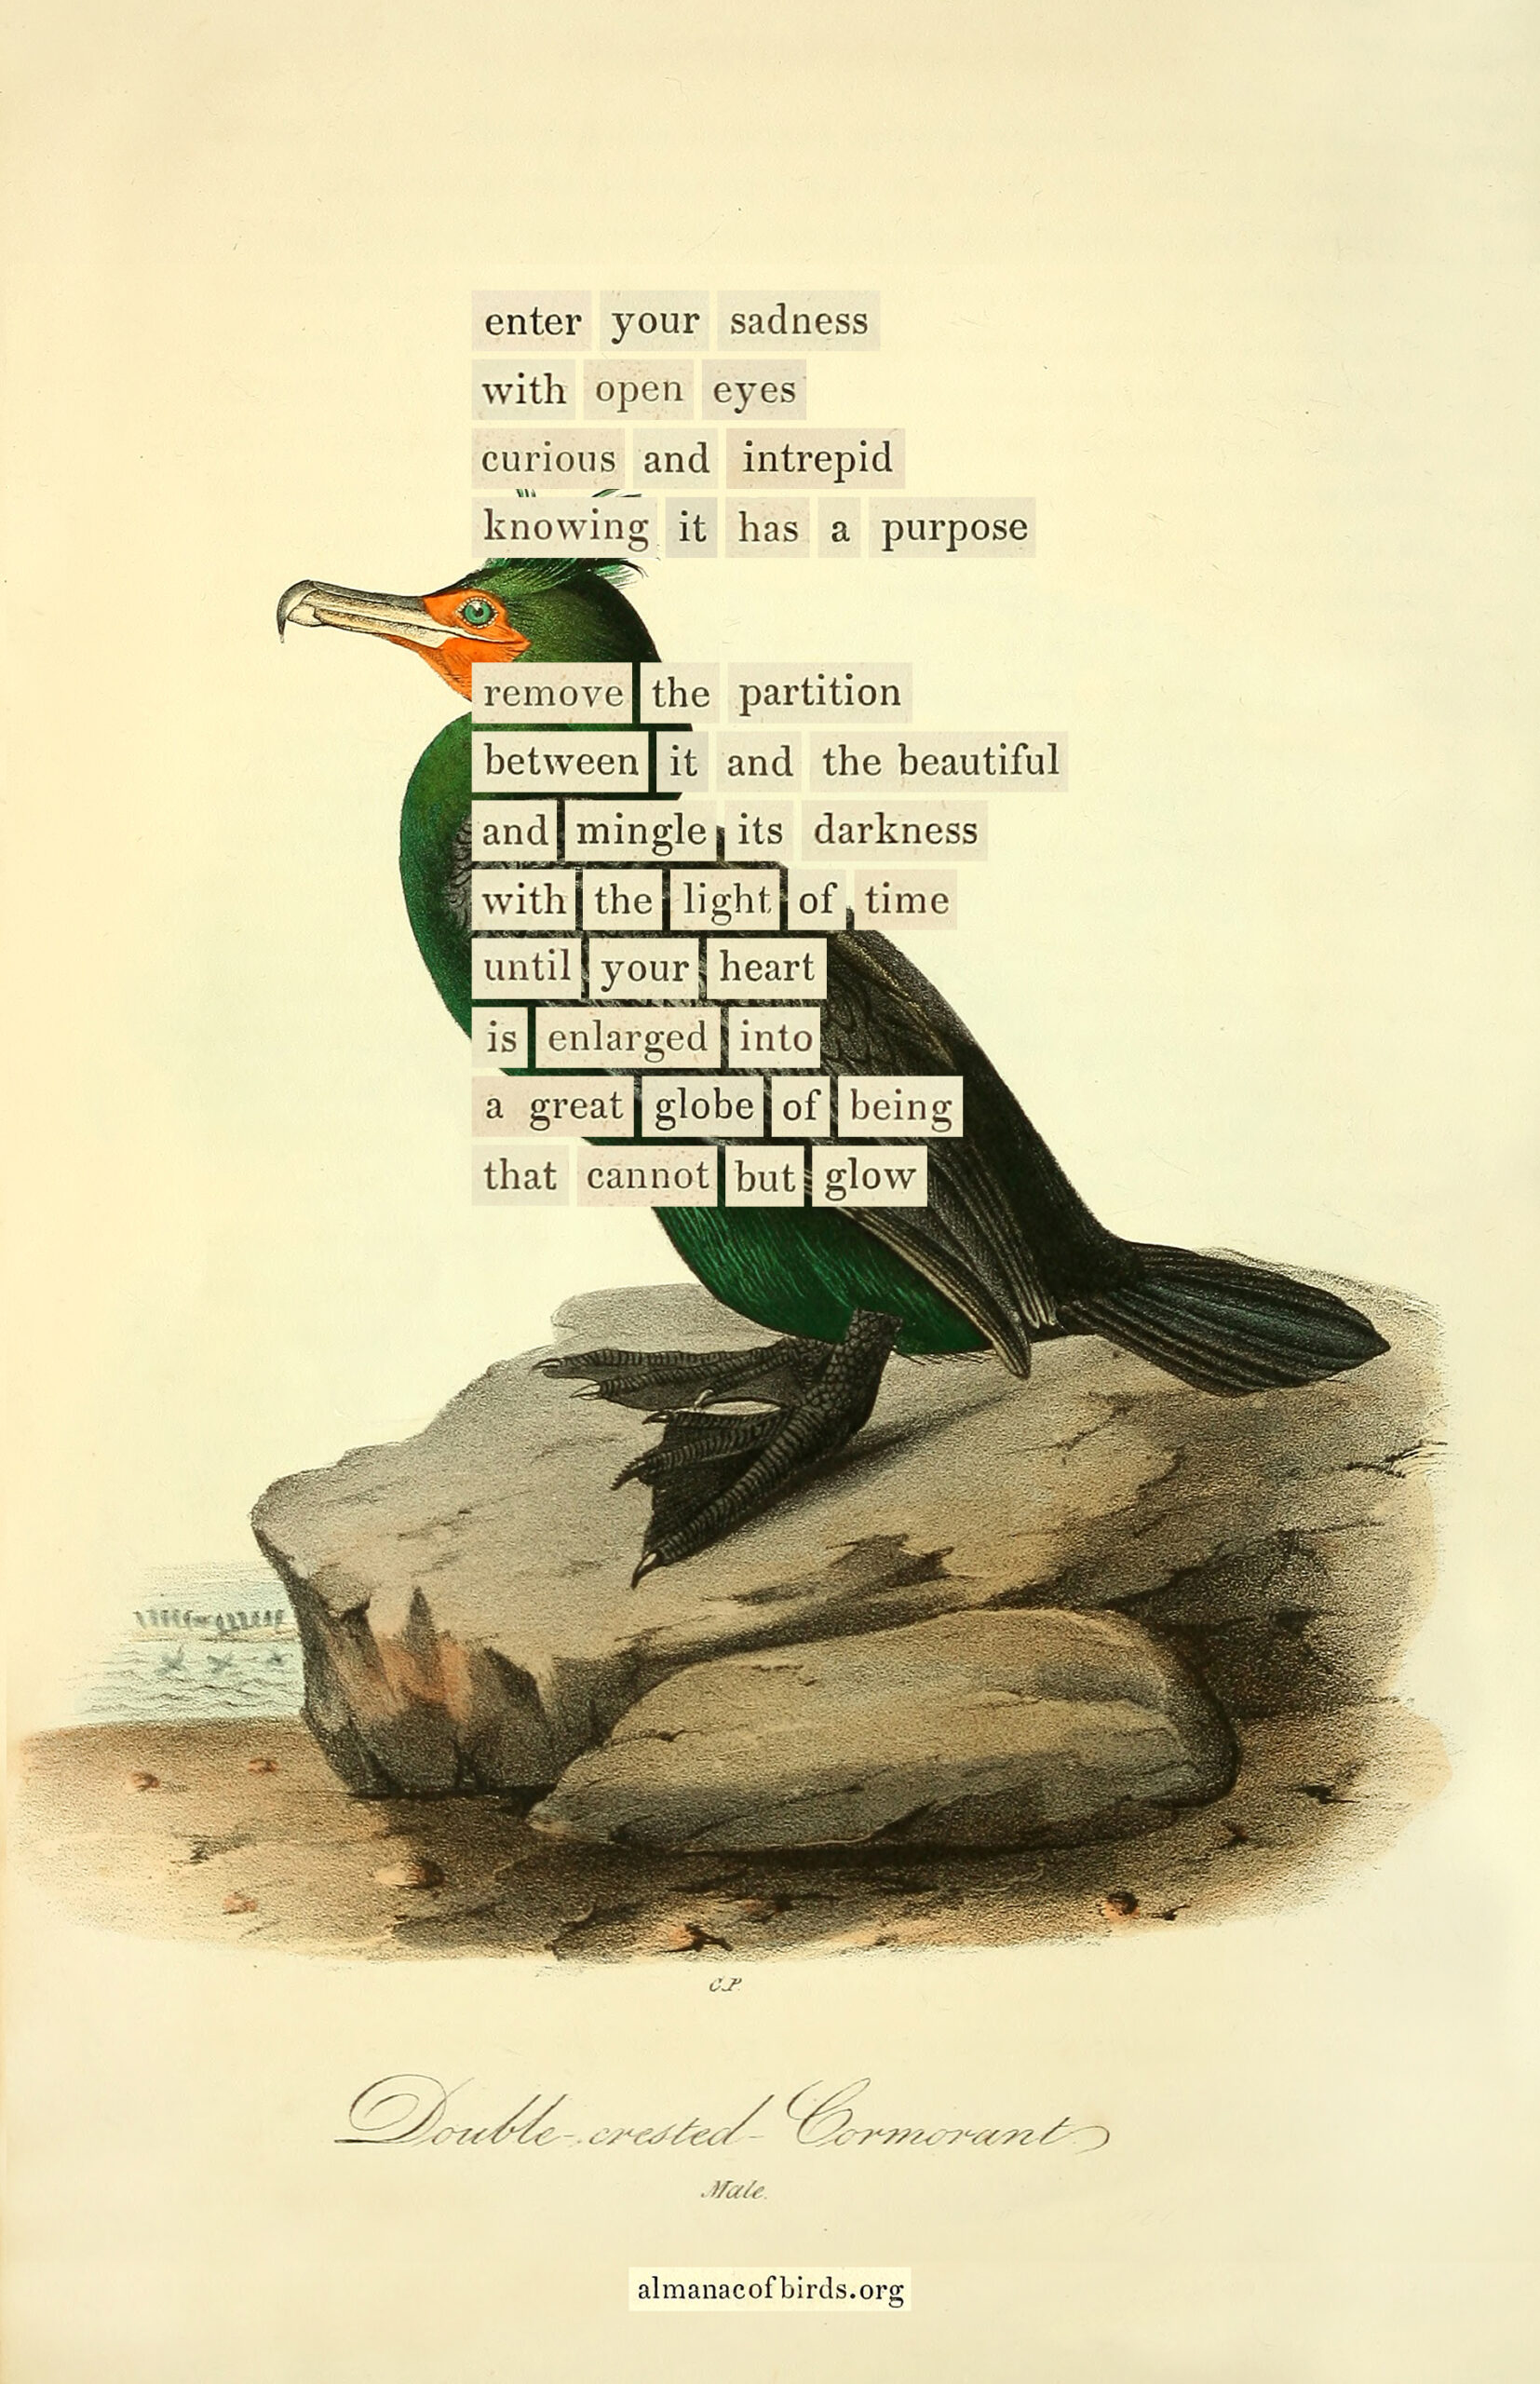 enter your sadness
with open eyes
curious and intrepid
knowing it has a purpose
remove the partition
between it and the beautiful
and mingle its darkness
with the light of time
until your heart
is enlarged into
a great globe of being
that cannot but glow
C.P.
Double-crested Cormorant
Male.
almanacofbirds.org